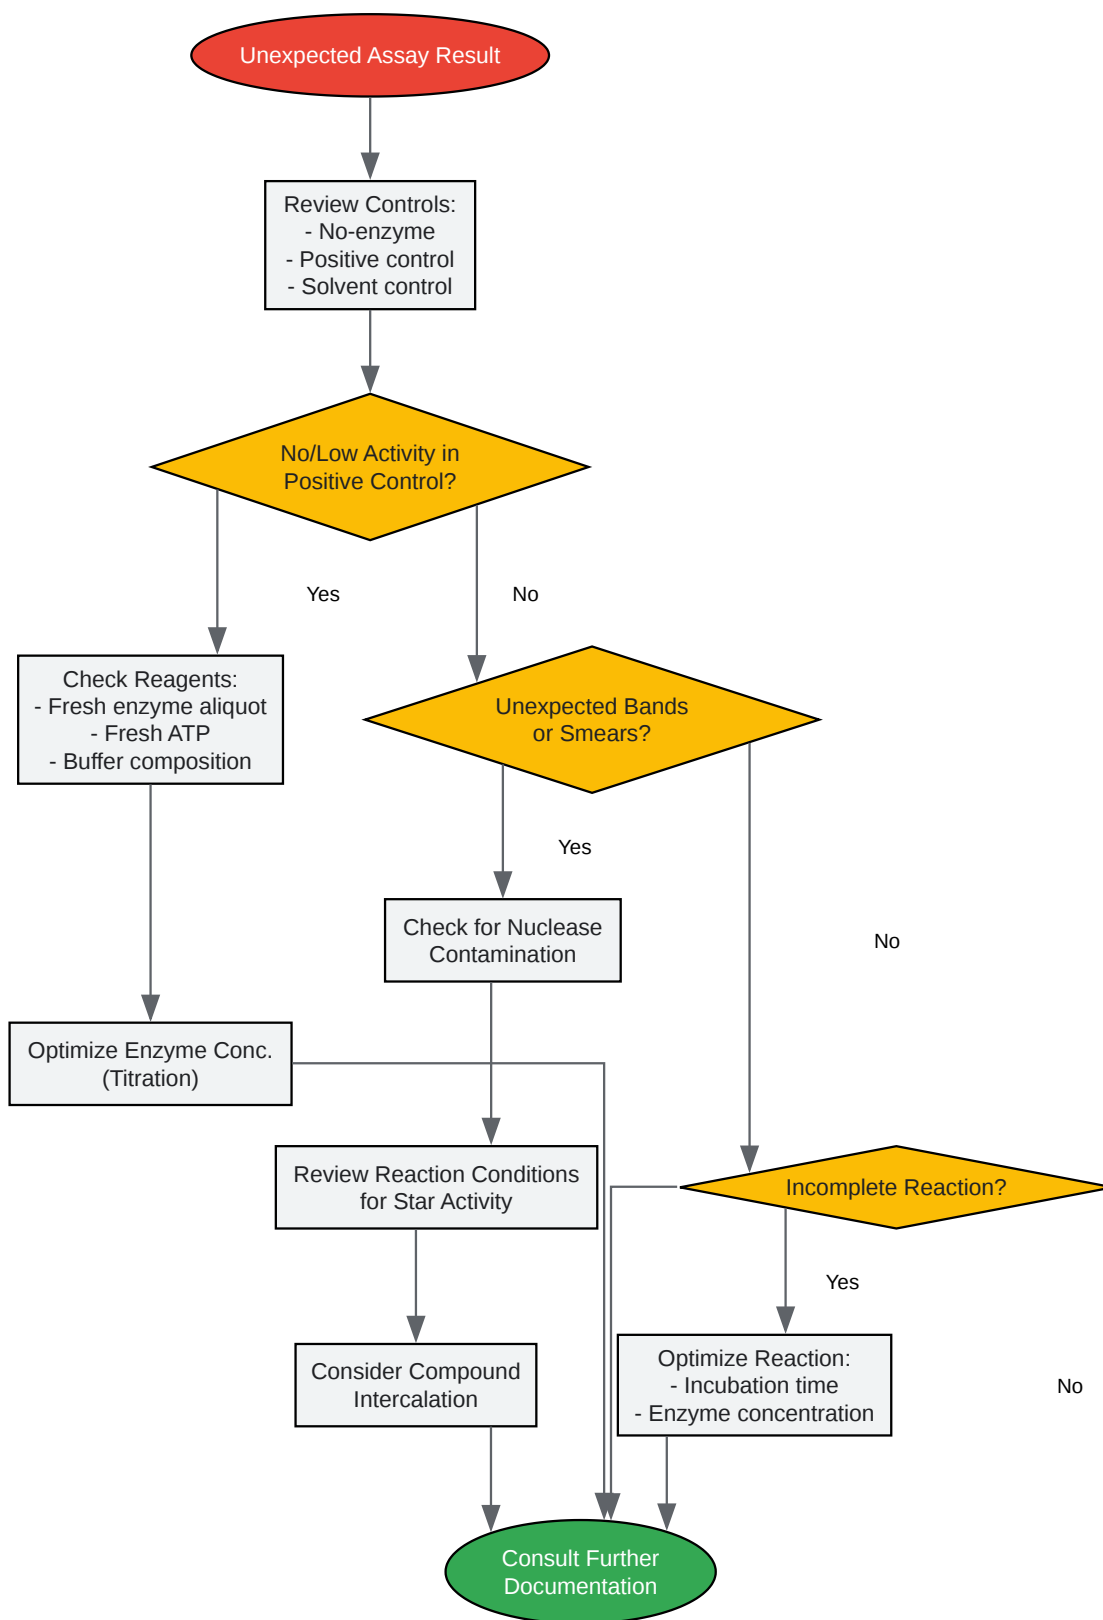 Unexpected Assay Result
Review Controls:
- No-enzyme
- Positive control
- Solvent control
No/Low Activity in
Positive Control?
Yes
No
Check Reagents:
- Fresh enzyme aliquot
- Fresh ATP
- Buffer composition
Unexpected Bands
or Smears?
Yes
No
Check for Nuclease
Contamination
Optimize Enzyme Conc.
(Titration)
Review Reaction Conditions
for Star Activity
Incomplete Reaction?
Yes
No
Consider Compound
Intercalation
Optimize Reaction:
- Incubation time
- Enzyme concentration
Consult Further
Documentation